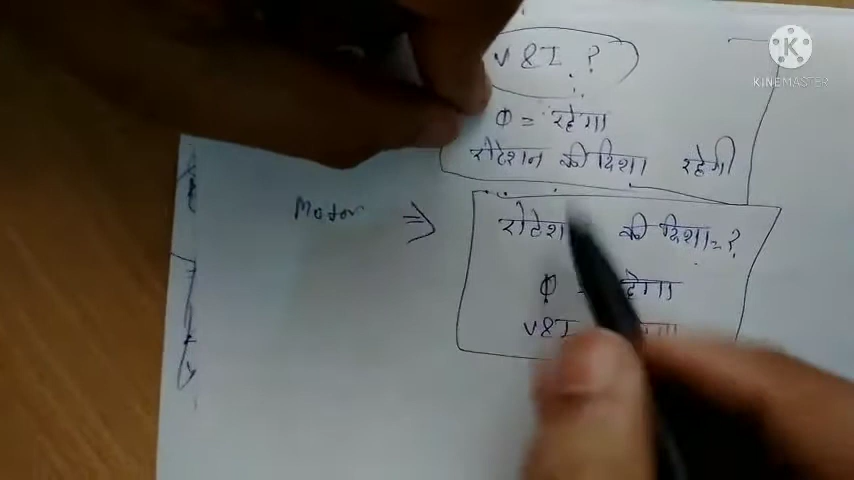 V & I ?
KINEMASTER
Φ = रहेगा
रोटेशन की दिशा रहेगी
Motor ⇒
की दिशा = ?
Φ
V & I